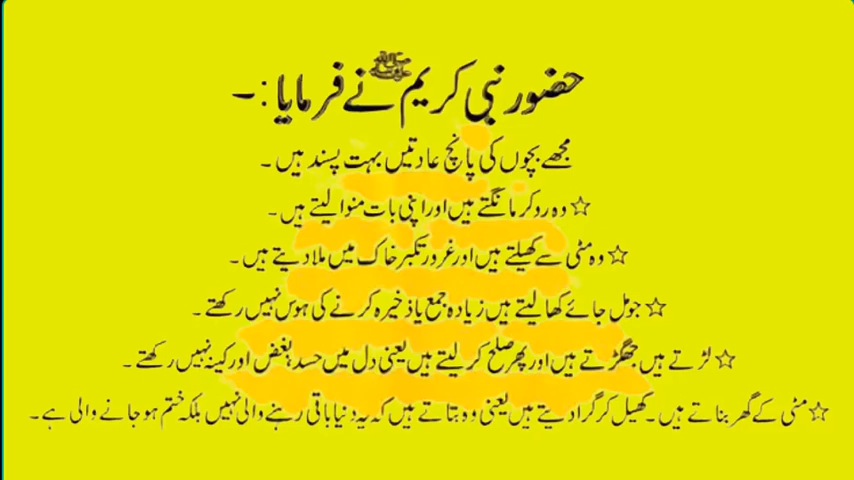 حضور نبی کریم ﷺ نے فرمایا:۔
مجھے بچوں کی پانچ عادتیں بہت پسند ہیں۔
☆ وہ رو کر مانگتے ہیں اور اپنی بات منوا لیتے ہیں۔
☆ وہ مٹی سے کھیلتے ہیں اور غرور تکبر خاک میں ملا دیتے ہیں۔
☆ جو مل جائے کھا لیتے ہیں زیادہ جمع یا ذخیرہ کرنے کی ہوس نہیں رکھتے۔
☆ لڑتے ہیں جھگڑتے ہیں اور پھر صلح کر لیتے ہیں یعنی دل میں حسد، بغض اور کینہ نہیں رکھتے۔
☆ مٹی کے گھر بناتے ہیں۔ کھیل کر گرا دیتے ہیں یعنی وہ بتاتے ہیں کہ یہ دنیا باقی رہنے والی نہیں بلکہ ختم ہو جانے والی ہے۔